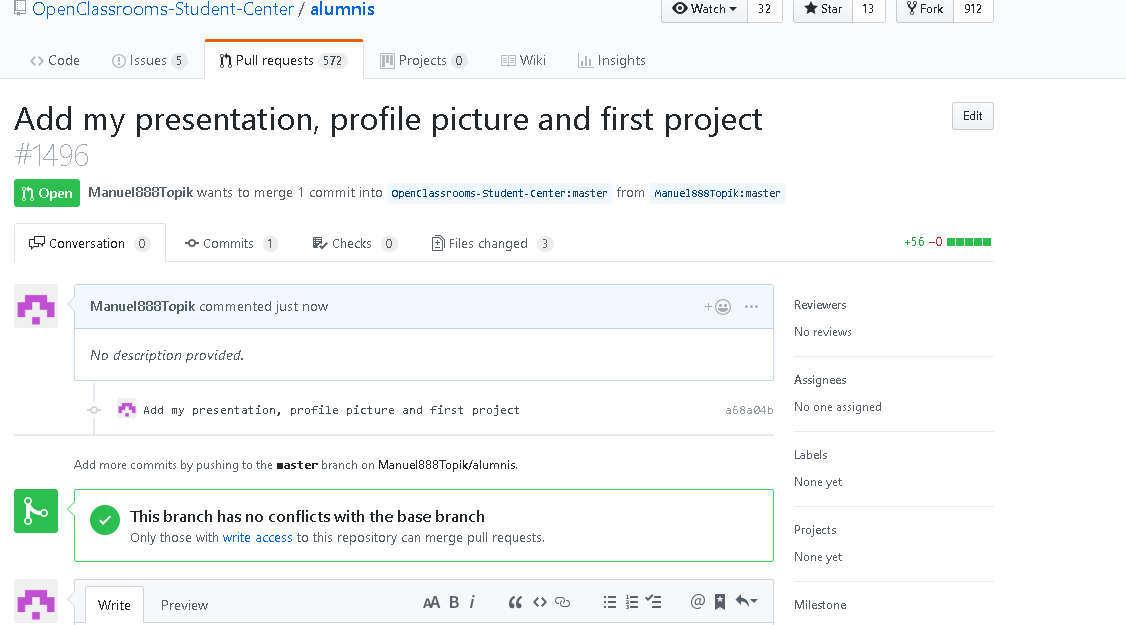 OpenClassrooms-Student-Center / alumnis
Watch 32 Star 13 Fork 912
Code Issues 5 Pull requests 572 Projects 0 Wiki Insights
Add my presentation, profile picture and first project
Edit
#1496
Open Manuel888Topik wants to merge 1 commit into OpenClassrooms-Student-Center:master from Manuel888Topik:master
Conversation 0 Commits 1 Checks 0 Files changed 3 +56 −0
Manuel888Topik commented just now
No description provided.
Add my presentation, profile picture and first project a68a04b
Add more commits by pushing to the master branch on Manuel888Topik/alumnis.
This branch has no conflicts with the base branch
Only those with write access to this repository can merge pull requests.
Write Preview
Reviewers
No reviews
Assignees
No one assigned
Labels
None yet
Projects
None yet
Milestone